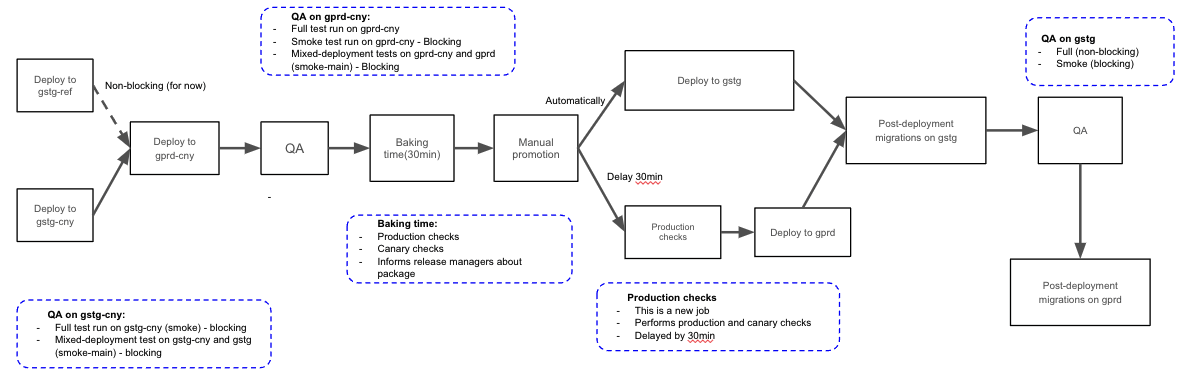 QA on gprd-cny:
- Full test run on gprd-cny
- Smoke test run on gprd-cny - Blocking
- Mixed-deployment tests on gprd-cny and gprd
(smoke-main) - Blocking
QA on gstg
- Full (non-blocking)
- Smoke (blocking)
Deploy to
gstg-ref
Non-blocking (for now)
Deploy to
gprd-cny
QA
Baking
time(30min)
Manual
promotion
Automatically
Deploy to gstg
Post-deployment
migrations on gstg
QA
Delay 30min
Deploy to
gstg-cny
-
Production
checks
Deploy to gprd
Baking time:
- Production checks
- Canary checks
- Informs release managers about
package
Post-deployment
migrations on gprd
Production checks
- This is a new job
- Performs production and canary checks
- Delayed by 30min
QA on gstg-cny:
- Full test run on gstg-cny (smoke) - blocking
- Mixed-deployment test on gstg-cny and gstg
(smoke-main) - blocking